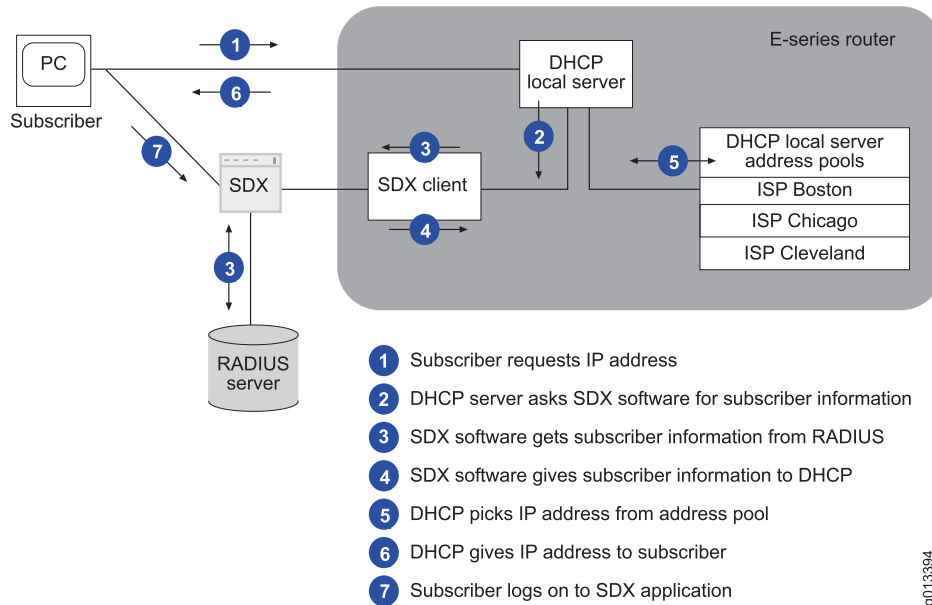 E-series router
1
PC
DHCP
local server
6
Subscriber
2
7
3
DHCP local server
address pools
5
SDX
SDX client
ISP Boston
4
ISP Chicago
ISP Cleveland
3
RADIUS
server
1 Subscriber requests IP address
2 DHCP server asks SDX software for subscriber information
3 SDX software gets subscriber information from RADIUS
4 SDX software gives subscriber information to DHCP
5 DHCP picks IP address from address pool
6 DHCP gives IP address to subscriber
7 Subscriber logs on to SDX application
g013394